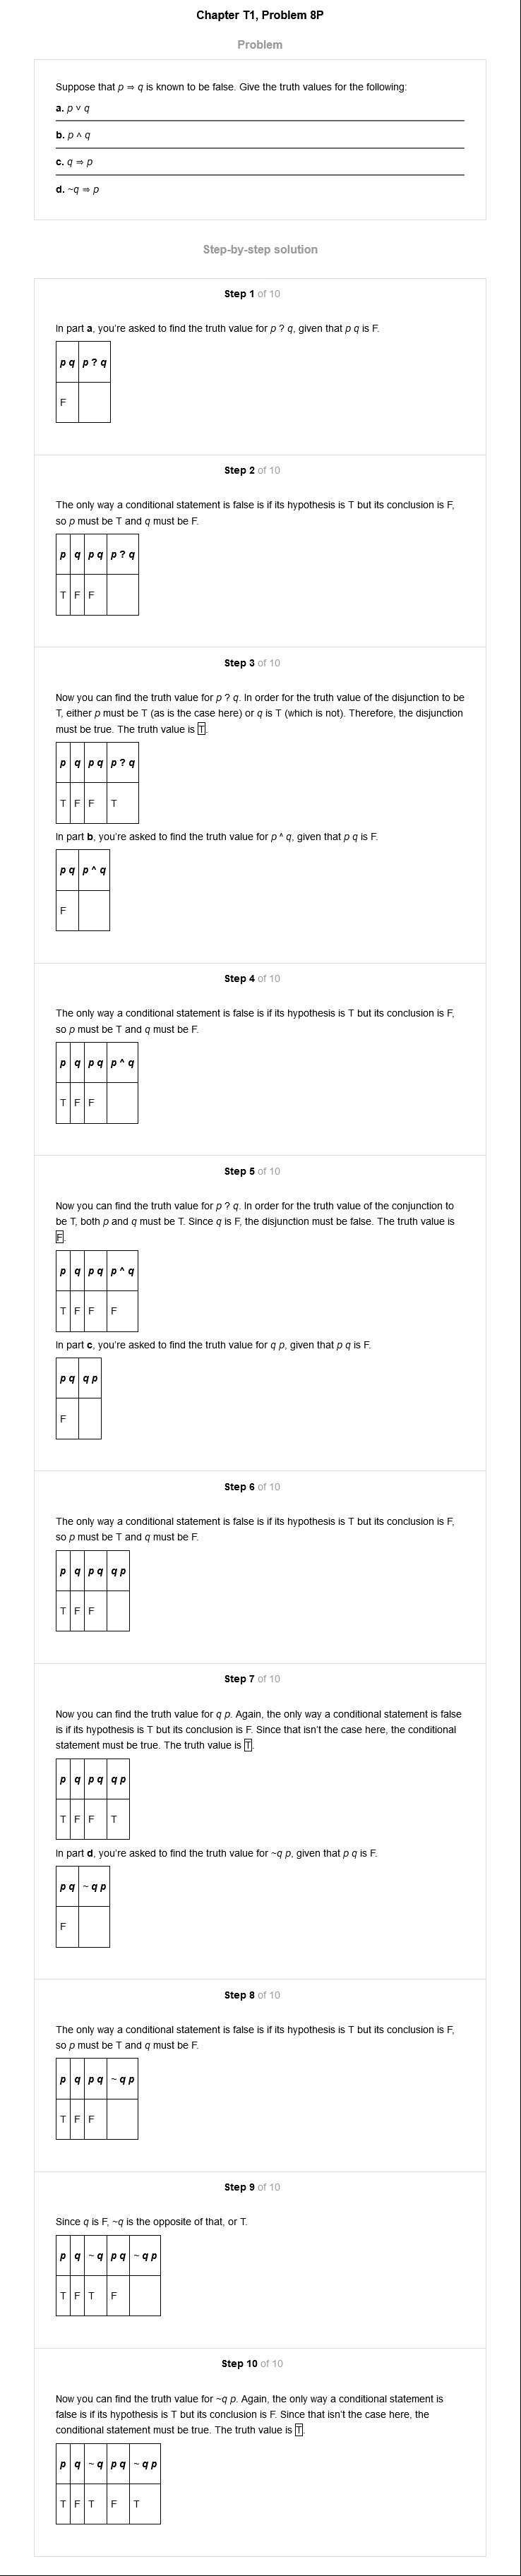 Chapter T1, Problem 8P
Problem
Suppose that p ⇒ q is known to be false. Give the truth values for the following:
a. p ˅ q
b. p ˄ q
c. q ⇒ p
d. ~q ⇒ p
Step-by-step solution
Step 1 of 10
In part a, you're asked to find the truth value for p ? q, given that p q is F.
p q p ? q
F
Step 2 of 10
The only way a conditional statement is false is if its hypothesis is T but its conclusion is F,
so p must be T and q must be F.
p q p q p ? q
T F F
Step 3 of 10
Now you can find the truth value for p ? q. In order for the truth value of the disjunction to be
T, either p must be T (as is the case here) or q is T (which is not). Therefore, the disjunction
must be true. The truth value is T.
p q p q p ? q
T F F T
In part b, you're asked to find the truth value for p ^ q, given that p q is F.
p q p ^ q
F
Step 4 of 10
The only way a conditional statement is false is if its hypothesis is T but its conclusion is F,
so p must be T and q must be F.
p q p q p ^ q
T F F
Step 5 of 10
Now you can find the truth value for p ? q. In order for the truth value of the conjunction to
be T, both p and q must be T. Since q is F, the disjunction must be false. The truth value is
F.
p q p q p ^ q
T F F F
In part c, you're asked to find the truth value for q p, given that p q is F.
p q q p
F
Step 6 of 10
The only way a conditional statement is false is if its hypothesis is T but its conclusion is F,
so p must be T and q must be F.
p q p q q p
T F F
Step 7 of 10
Now you can find the truth value for q p. Again, the only way a conditional statement is false
is if its hypothesis is T but its conclusion is F. Since that isn't the case here, the conditional
statement must be true. The truth value is T.
p q p q q p
T F F T
In part d, you're asked to find the truth value for ~q p, given that p q is F.
p q ~ q p
F
Step 8 of 10
The only way a conditional statement is false is if its hypothesis is T but its conclusion is F,
so p must be T and q must be F.
p q p q ~ q p
T F F
Step 9 of 10
Since q is F, ~q is the opposite of that, or T.
p q ~ q p q ~ q p
T F T F
Step 10 of 10
Now you can find the truth value for ~q p. Again, the only way a conditional statement is
false is if its hypothesis is T but its conclusion is F. Since that isn't the case here, the
conditional statement must be true. The truth value is T.
p q ~ q p q ~ q p
T F T F T